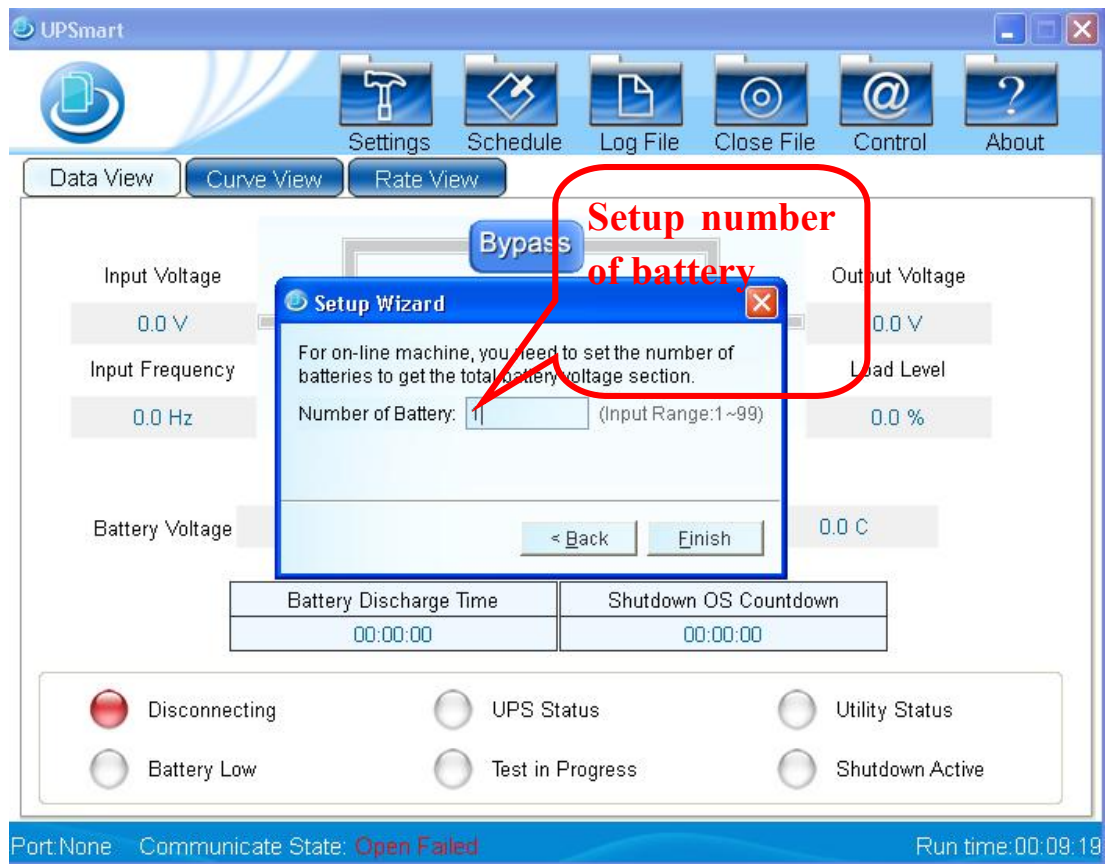 UPSmart
Settings Schedule Log File Close File Control About
Data View Curve View Rate View
Setup number
of battery
Bypass
Input Voltage
0.0 V
Input Frequency
0.0 Hz
Output Voltage
0.0 V
Load Level
0.0 %
Setup Wizard
For on-line machine, you need to set the number of
batteries to get the total battery voltage section.
Number of Battery: 1 (Input Range:1~99)
< Back Finish
Battery Voltage
0.0 C
Battery Discharge Time Shutdown OS Countdown
00:00:00 00:00:00
Disconnecting UPS Status Utility Status
Battery Low Test in Progress Shutdown Active
Port:None Communicate State: Open Failed Run time:00:09:19